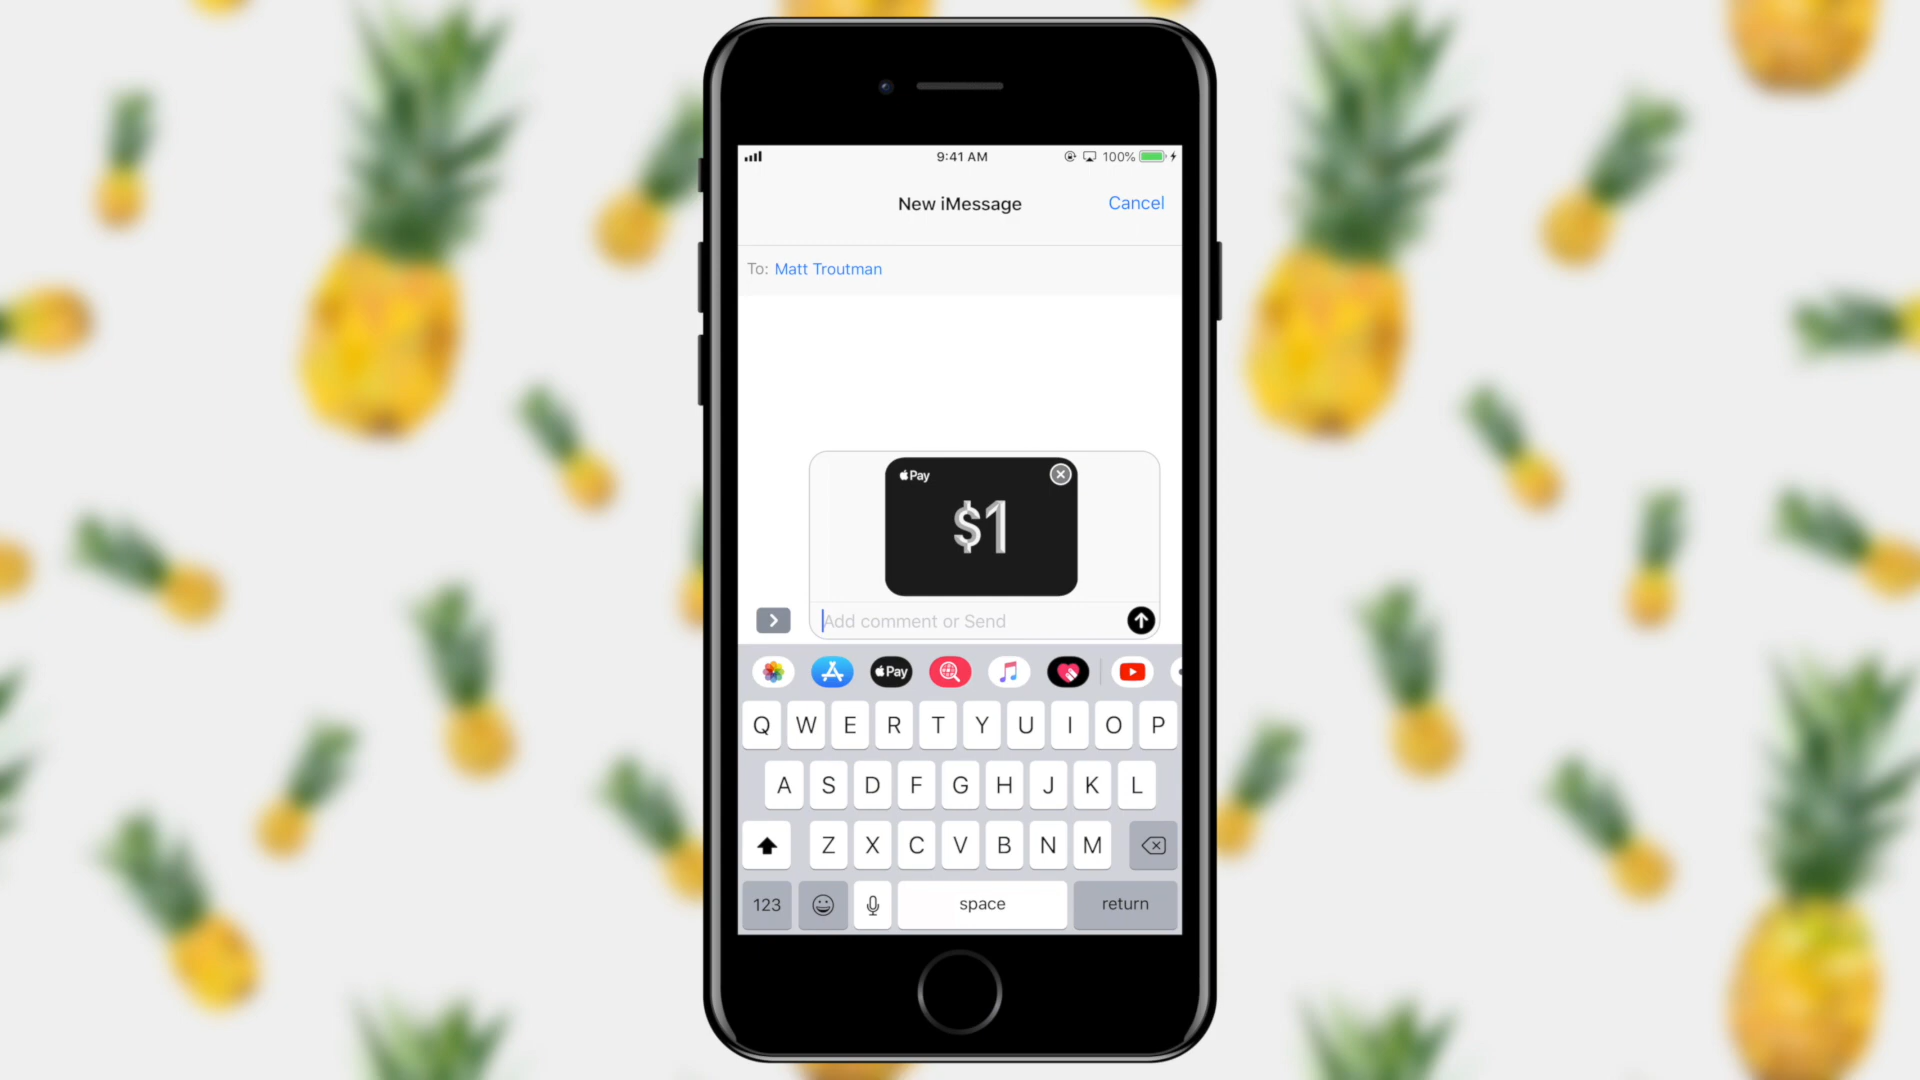 9:41 AM 100%
New iMessage Cancel
To: Matt Troutman
Pay
$1
Add comment or Send
Pay
Q W E R T Y U I O P
A S D F G H J K L
Z X C V B N M
123 space return